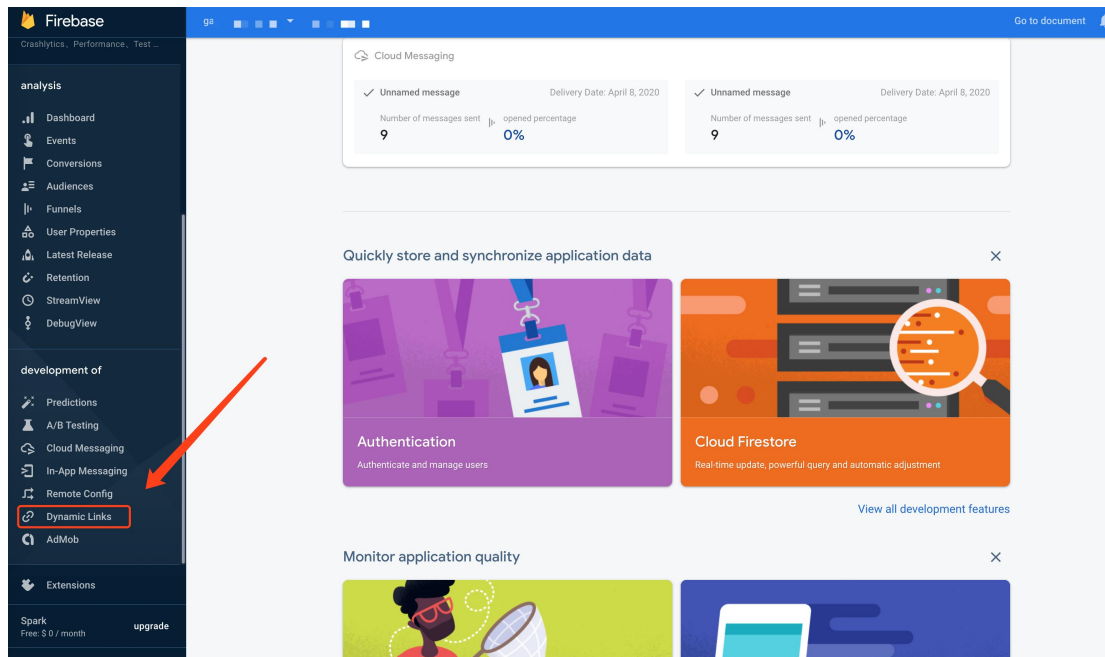 Firebase
ga
Go to document
Crashlytics、Performance、Test ...
analysis
Dashboard
Events
Conversions
Audiences
Funnels
User Properties
Latest Release
Retention
StreamView
DebugView
development of
Predictions
A/B Testing
Cloud Messaging
In-App Messaging
Remote Config
Dynamic Links
AdMob
Extensions
Spark
Free: $ 0 / month
upgrade
Cloud Messaging
Unnamed message
Delivery Date: April 8, 2020
Number of messages sent
opened percentage
9
0%
Unnamed message
Delivery Date: April 8, 2020
Number of messages sent
opened percentage
9
0%
Quickly store and synchronize application data
Authentication
Authenticate and manage users
Cloud Firestore
Real-time update, powerful query and automatic adjustment
View all development features
Monitor application quality